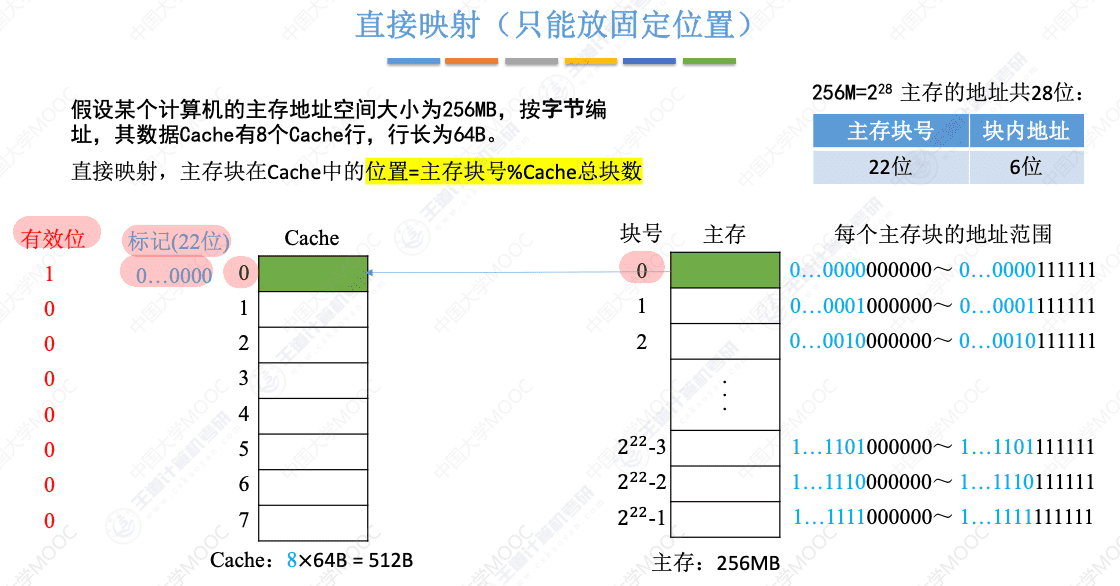 直接映射（只能放固定位置）
假设某个计算机的主存地址空间大小为256MB，按字节编
址，其数据Cache有8个Cache行，行长为64B。
直接映射，主存块在Cache中的位置=主存块号%Cache总块数
256M=2²⁸ 主存的地址共28位：
主存块号 块内地址
22位 6位
有效位 标记(22位) Cache 块号 主存 每个主存块的地址范围
1 0…0000 0 0 0…0000000000～ 0…0000111111
0 1 1 0…0001000000～ 0…0001111111
0 2 2 0…0010000000～ 0…0010111111
0 3
0 4
0 5 2²²-3 1…1101000000～ 1…1101111111
0 6 2²²-2 1…1110000000～ 1…1110111111
0 7 2²²-1 1…1111000000～ 1…1111111111
Cache：8×64B = 512B 主存：256MB
中国大学MOOC
王道计算机考研